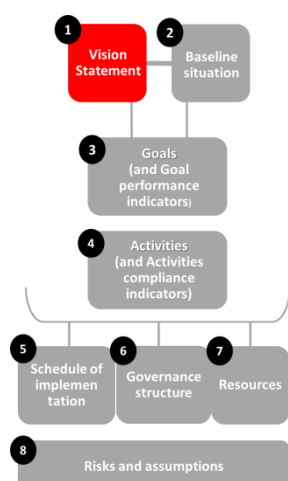 1
Vision
Statement
2
Baseline
situation
3
Goals
(and Goal
performance
indicators)
4
Activities
(and Activities
compliance
indicators)
5
Schedule of
implemen
tation
6
Governance
structure
7
Resources
8
Risks and assumptions